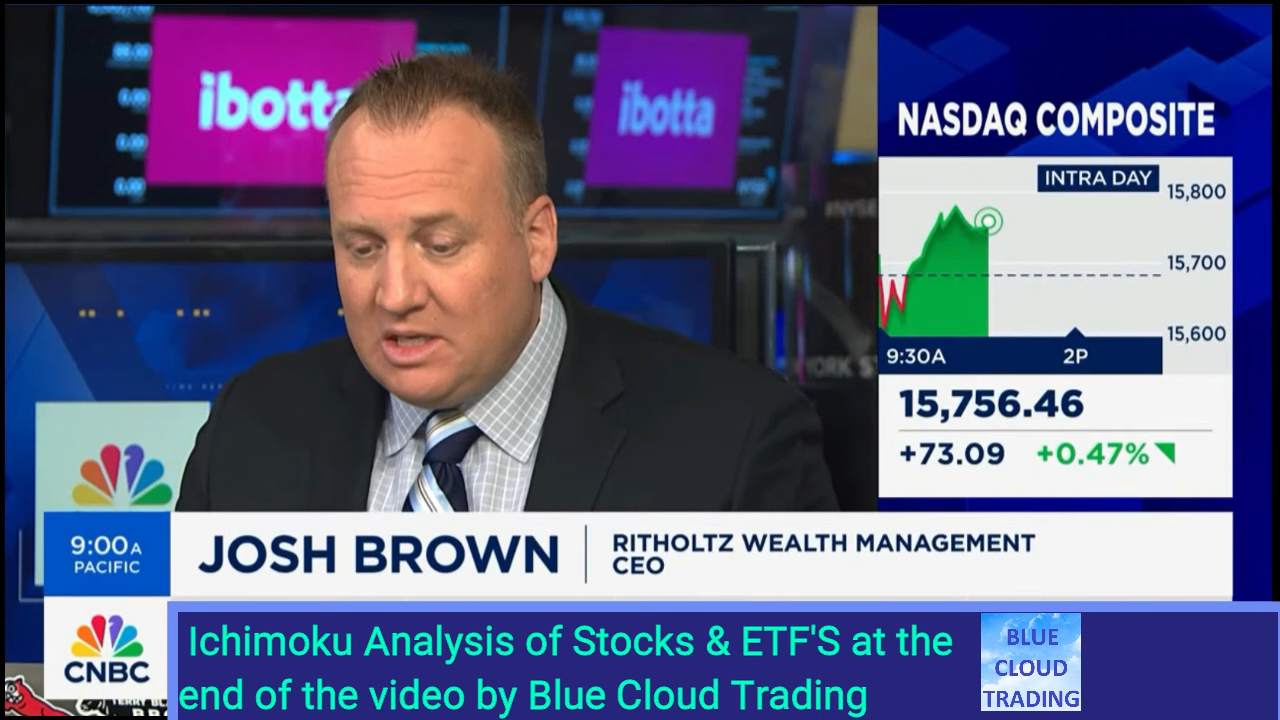 ibotta
ibotta
NASDAQ COMPOSITE
INTRA DAY
15,800
15,700
15,600
9:30A 2P
15,756.46
+73.09 +0.47%
9:00A
PACIFIC
JOSH BROWN
RITHOLTZ WEALTH MANAGEMENT
CEO
CNBC
Ichimoku Analysis of Stocks & ETF'S at the
end of the video by Blue Cloud Trading
BLUE
CLOUD
TRADING